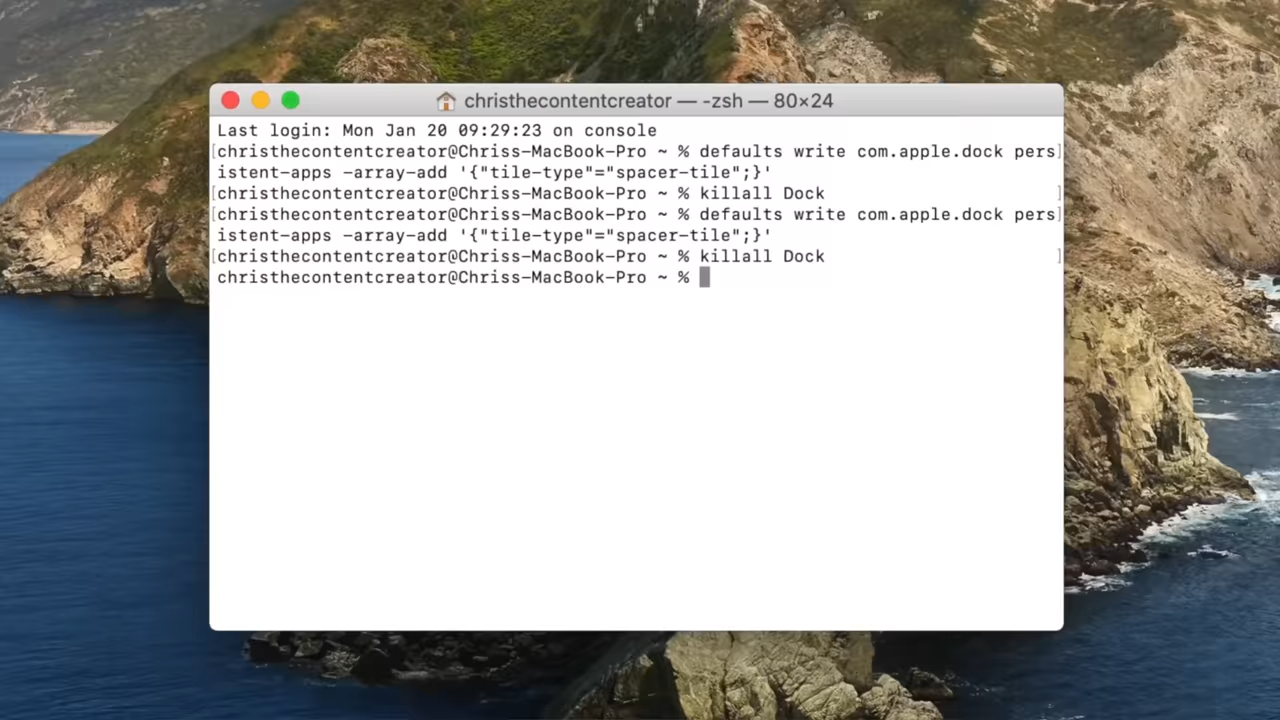 christhecontentcreator — -zsh — 80×24
Last login: Mon Jan 20 09:29:23 on console
[christhecontentcreator@Chriss-MacBook-Pro ~ % defaults write com.apple.dock pers]
istent-apps -array-add '{"tile-type"="spacer-tile";}'
[christhecontentcreator@Chriss-MacBook-Pro ~ % killall Dock ]
[christhecontentcreator@Chriss-MacBook-Pro ~ % defaults write com.apple.dock pers]
istent-apps -array-add '{"tile-type"="spacer-tile";}'
[christhecontentcreator@Chriss-MacBook-Pro ~ % killall Dock ]
christhecontentcreator@Chriss-MacBook-Pro ~ %